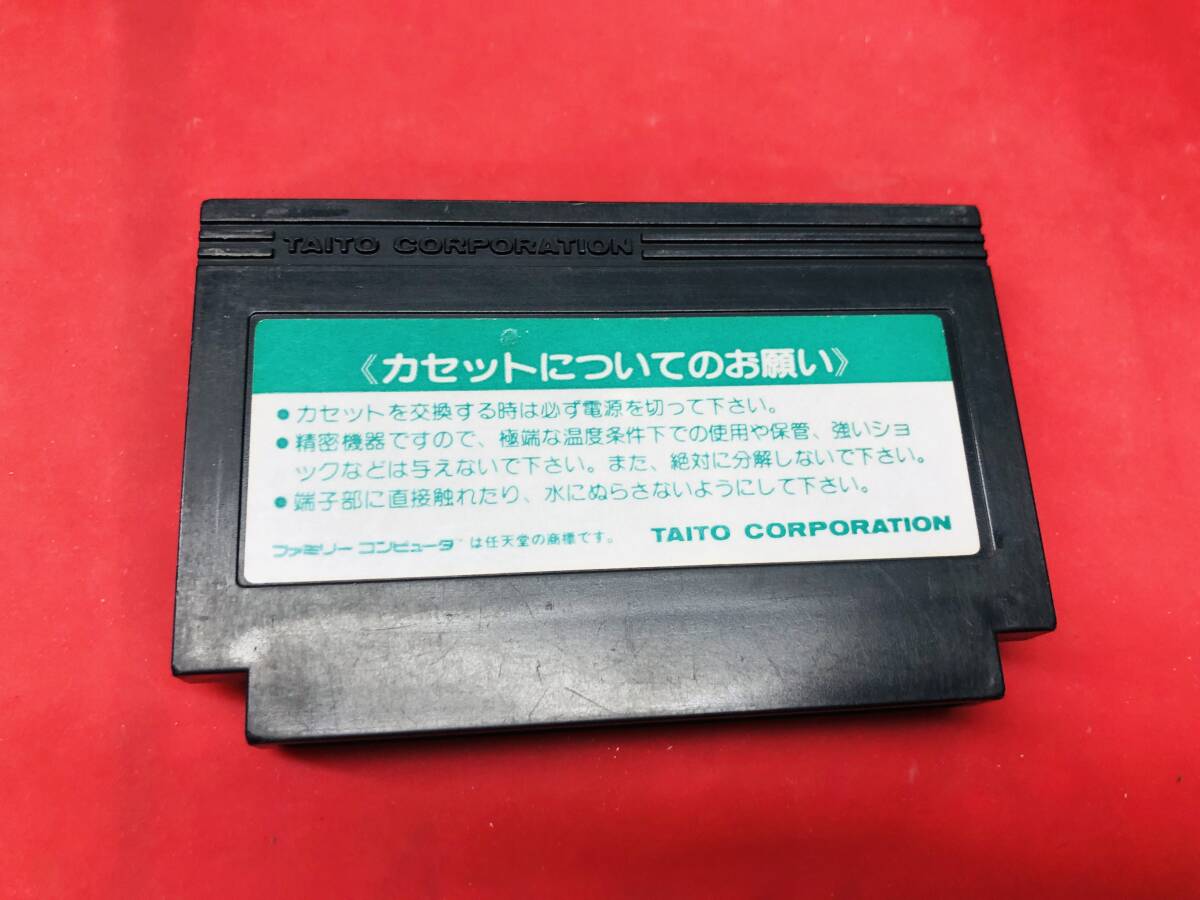 TAITO CORPORATION
《カセットについてのお願い》
●カセットを交換する時は必ず電源を切って下さい。
●精密機器ですので、極端な温度条件下での使用や保管、強いショ
ックなどは与えないで下さい。また、絶対に分解しないで下さい。
●端子部に直接触れたり、水にぬらさないようにして下さい。
ファミリーコンピュータ™は任天堂の商標です。 TAITO CORPORATION